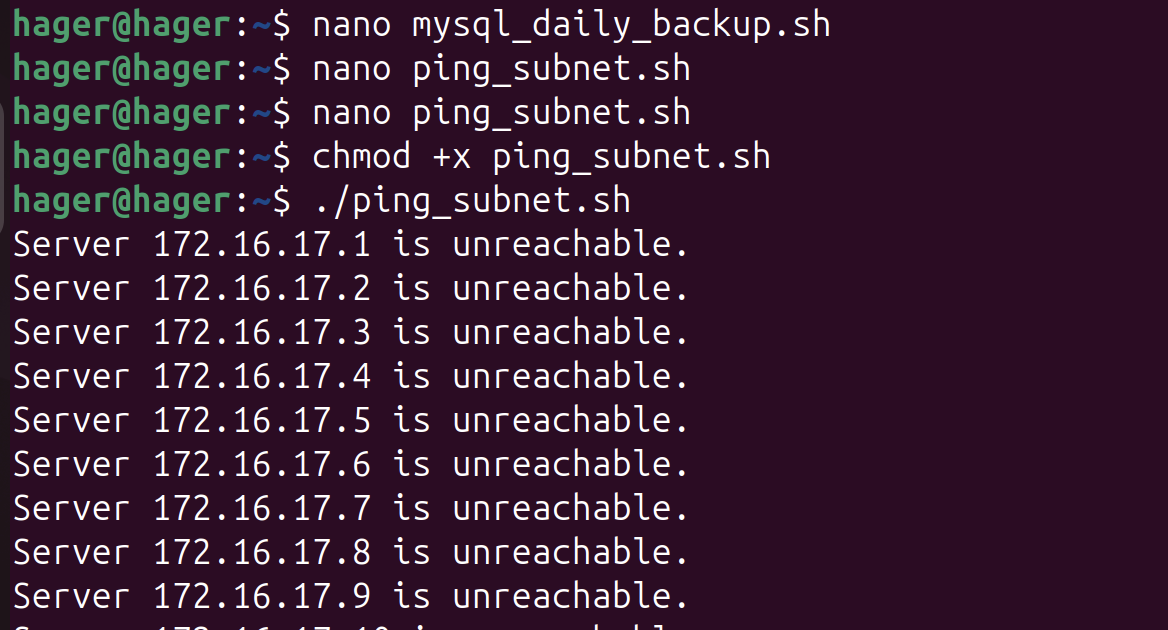 hager@hager:~$ nano mysql_daily_backup.sh
hager@hager:~$ nano ping_subnet.sh
hager@hager:~$ nano ping_subnet.sh
hager@hager:~$ chmod +x ping_subnet.sh
hager@hager:~$ ./ping_subnet.sh
Server 172.16.17.1 is unreachable.
Server 172.16.17.2 is unreachable.
Server 172.16.17.3 is unreachable.
Server 172.16.17.4 is unreachable.
Server 172.16.17.5 is unreachable.
Server 172.16.17.6 is unreachable.
Server 172.16.17.7 is unreachable.
Server 172.16.17.8 is unreachable.
Server 172.16.17.9 is unreachable.